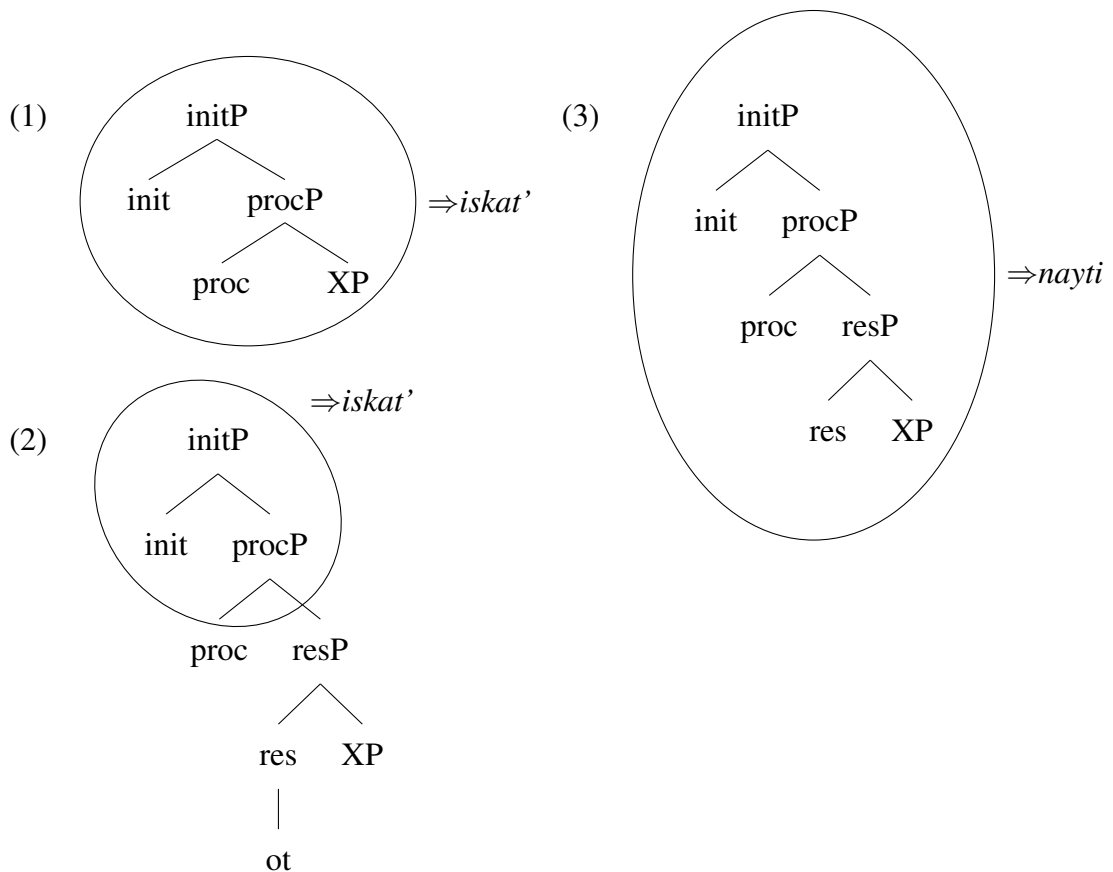 (1)
initP
init procP
proc XP
⇒iskat’
(2)
⇒iskat’
initP
init procP
proc resP
res XP
ot
(3)
initP
init procP
proc resP
res XP
⇒nayti